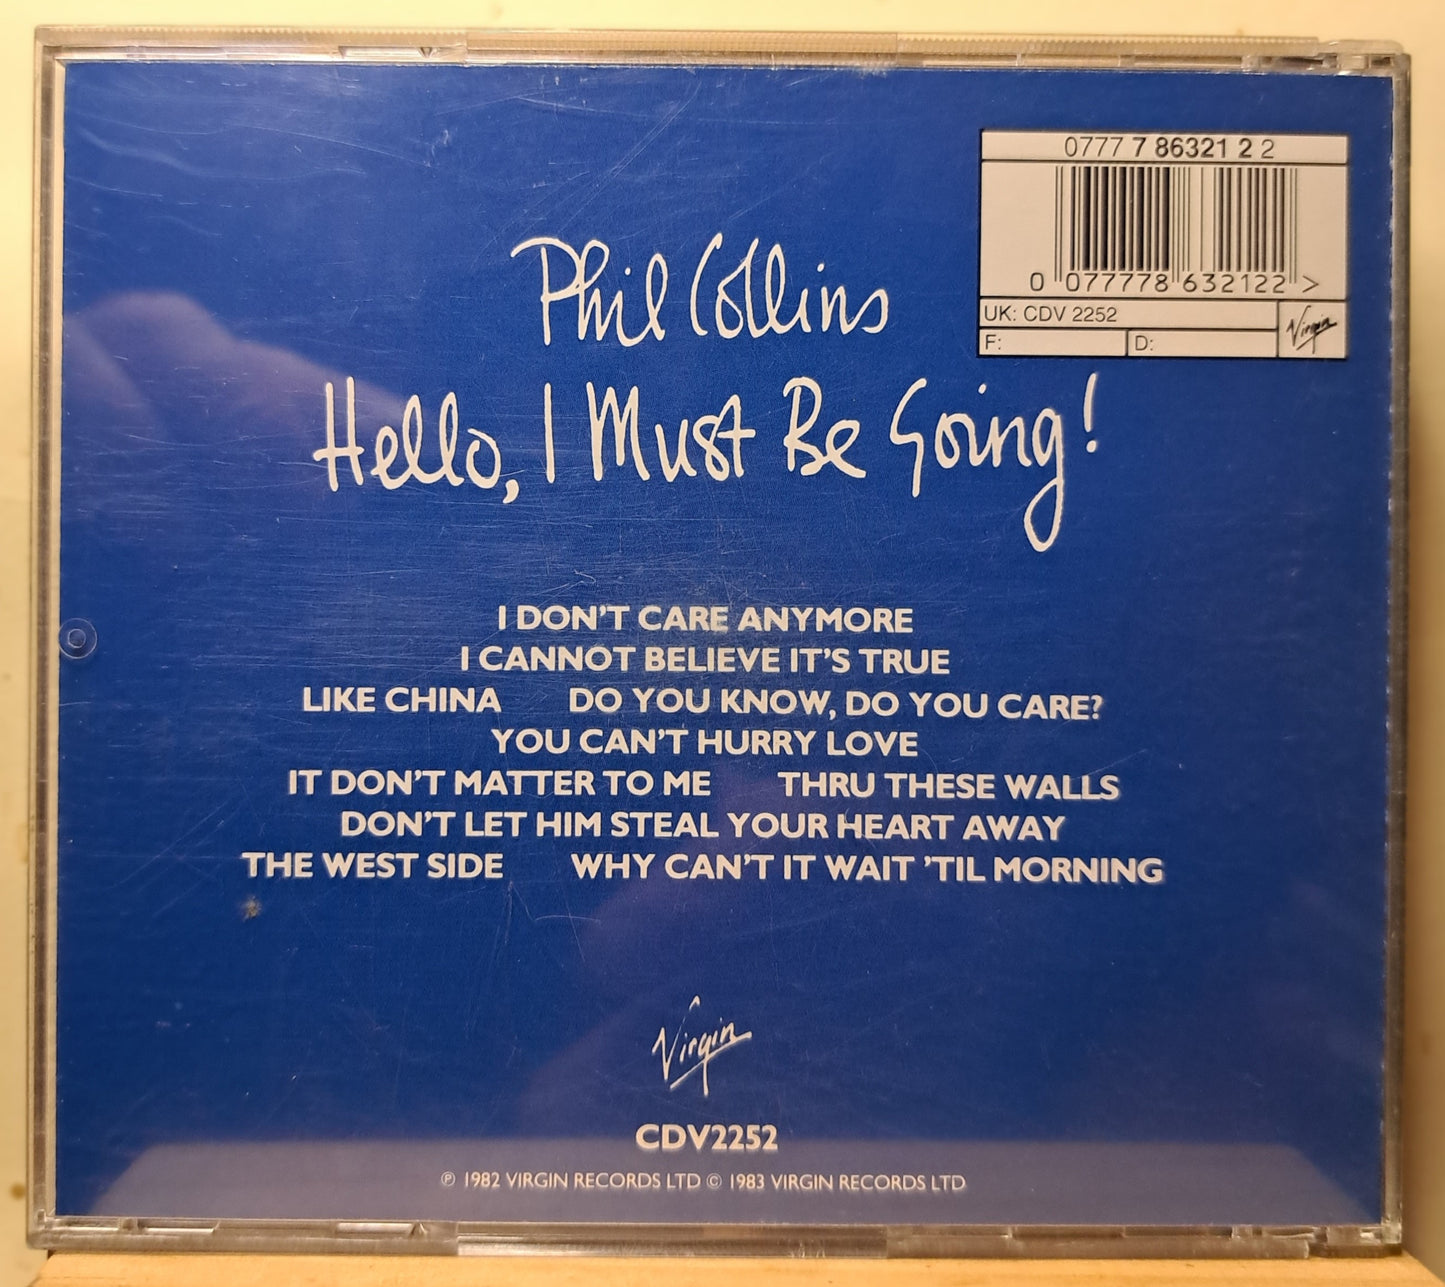 0777 7 86321 2 2
0 077778 632122 >
UK: CDV 2252
F: D:
Virgin
Phil Collins
Hello, I Must Be Going!
I DON'T CARE ANYMORE
I CANNOT BELIEVE IT'S TRUE
LIKE CHINA DO YOU KNOW, DO YOU CARE?
YOU CAN'T HURRY LOVE
IT DON'T MATTER TO ME THRU THESE WALLS
DON'T LET HIM STEAL YOUR HEART AWAY
THE WEST SIDE WHY CAN'T IT WAIT 'TIL MORNING
Virgin
CDV2252
℗ 1982 VIRGIN RECORDS LTD © 1983 VIRGIN RECORDS LTD